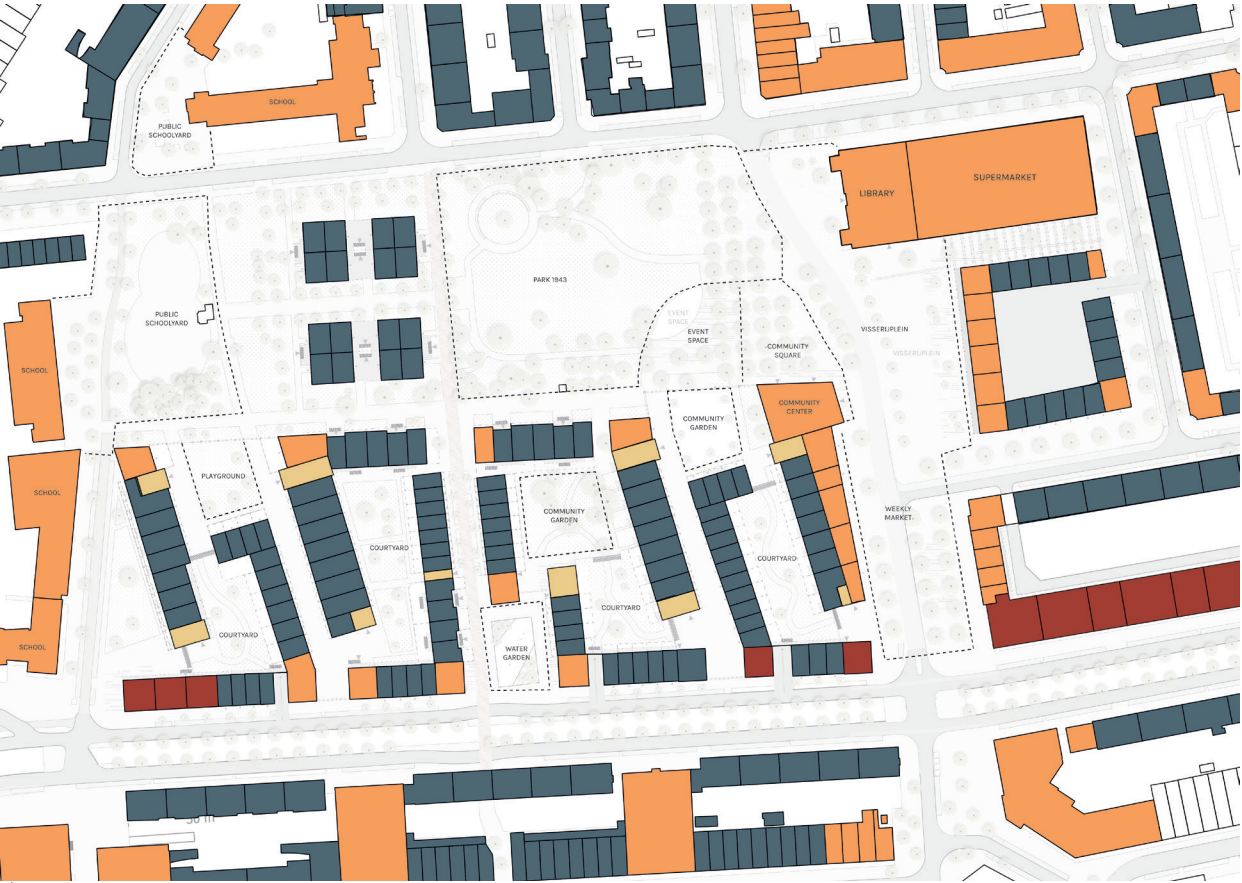 SCHOOL
PUBLIC
SCHOOLYARD
LIBRARY
SUPERMARKET
PARK 1943
PUBLIC
SCHOOLYARD
EVENT
SPACE
EVENT
SPACE
VISSERIJPLEIN
COMMUNITY
SQUARE
VISSERIJPLEIN
SCHOOL
COMMUNITY
CENTER
COMMUNITY
GARDEN
PLAYGROUND
SCHOOL
COMMUNITY
GARDEN
WEEKLY
MARKET
COURTYARD
COURTYARD
COURTYARD
COURTYARD
SCHOOL
WATER
GARDEN